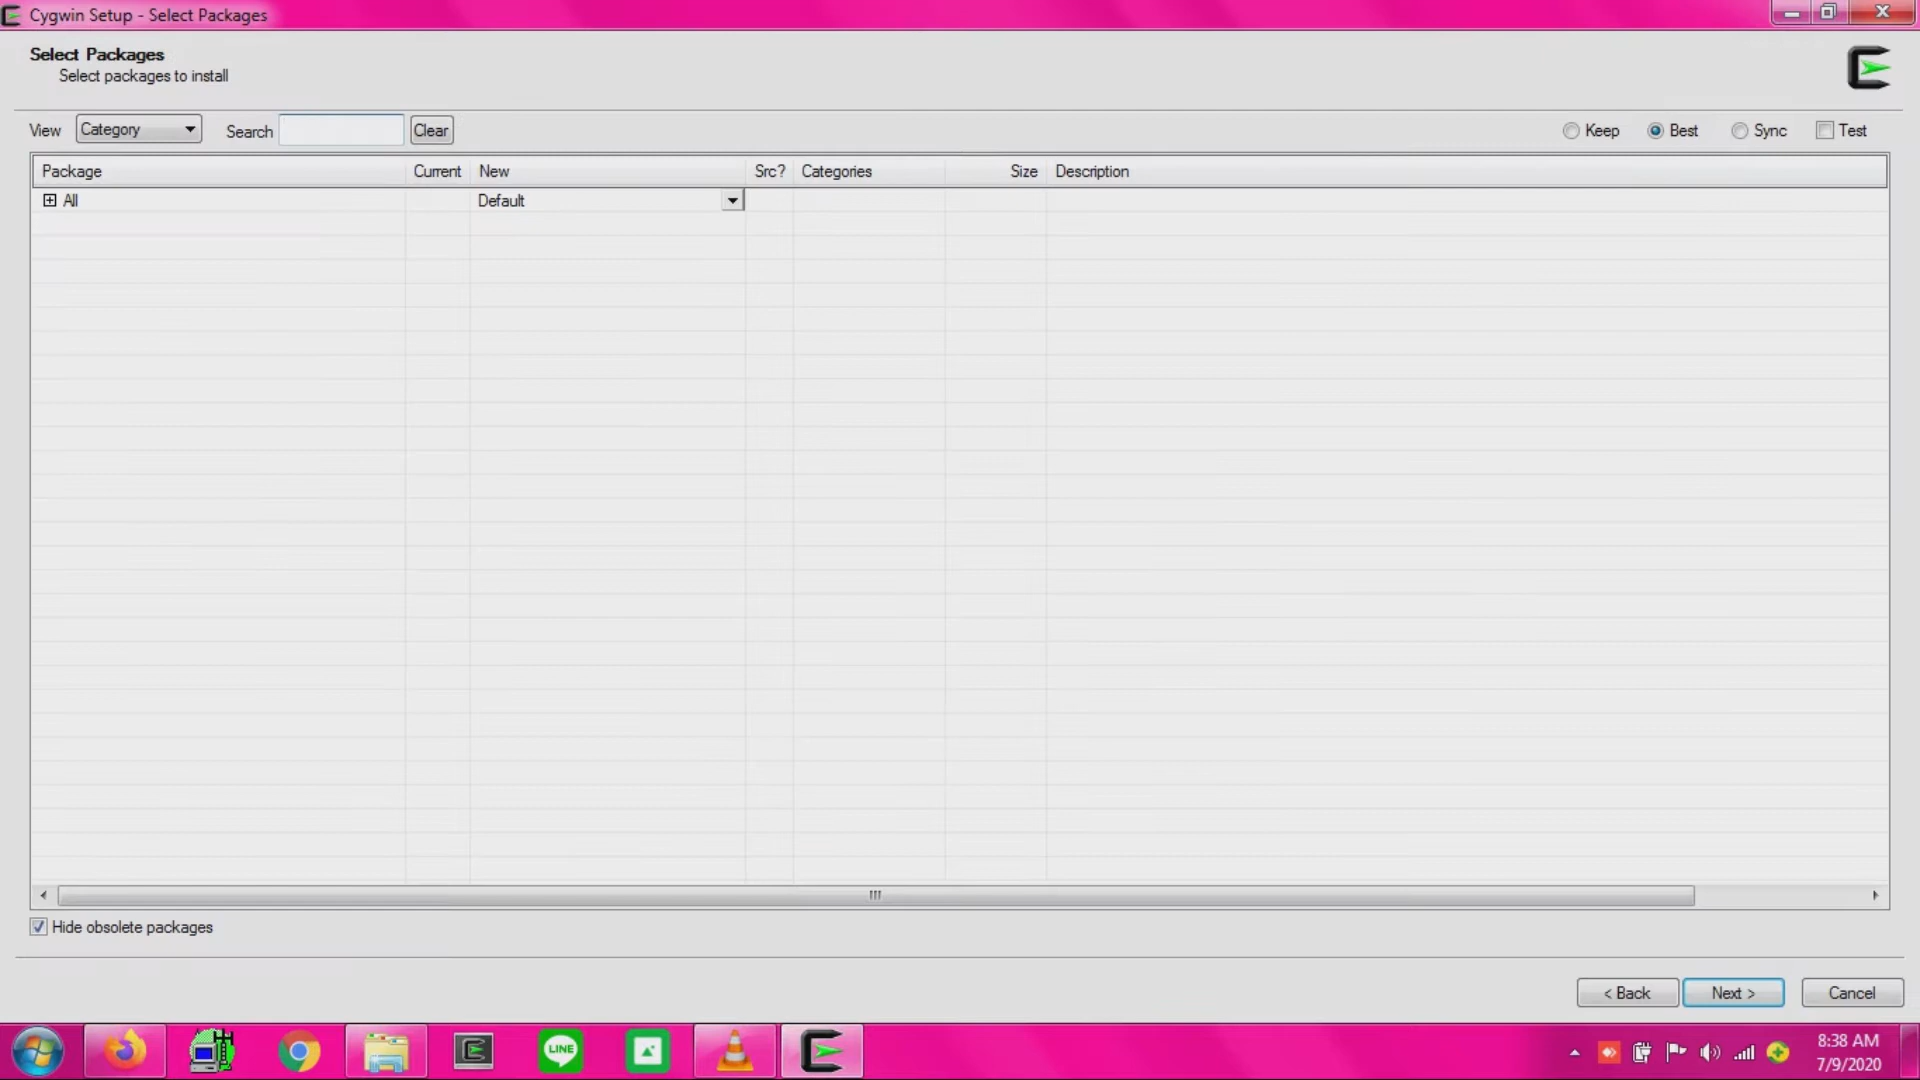 Cygwin Setup - Select Packages
Select Packages
Select packages to install
View Category Search Clear Keep Best Sync Test
Package Current New Src? Categories Size Description
All Default
Hide obsolete packages
< Back Next > Cancel
LINE
8:38 AM
7/9/2020